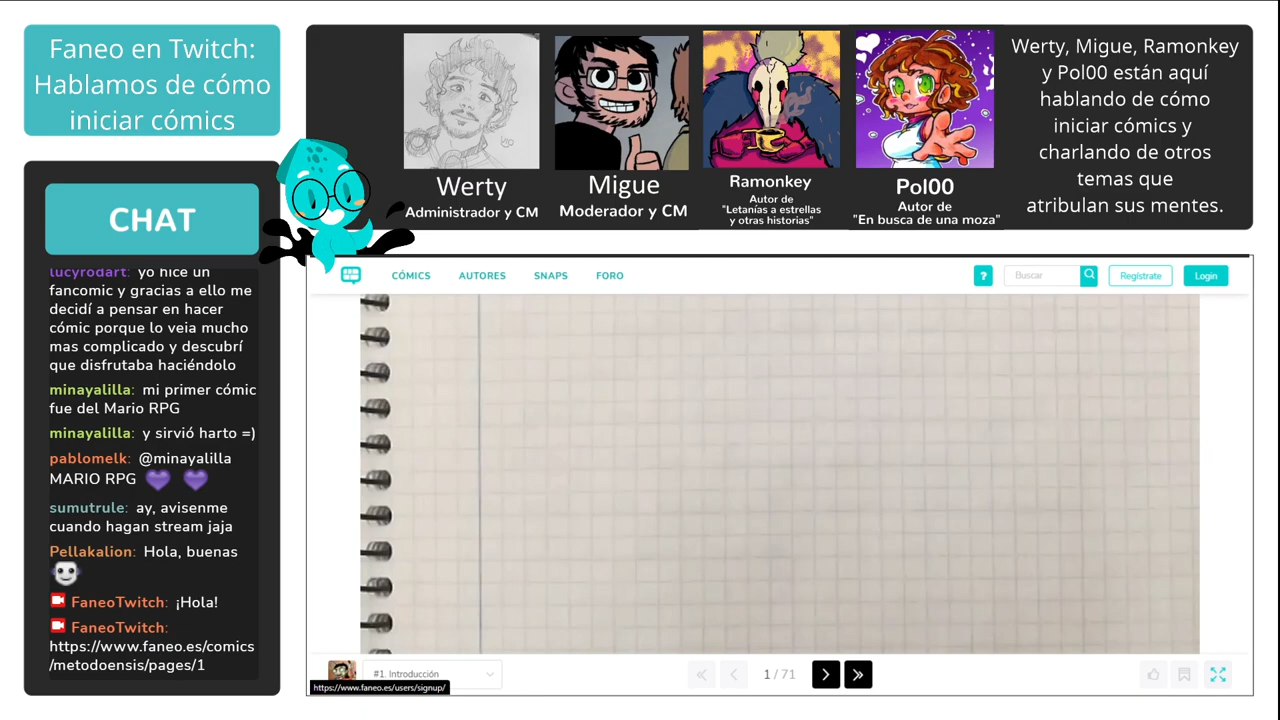 Faneo en Twitch:
Hablamos de cómo
iniciar cómics
Werty
Administrador y CM
Migue
Moderador y CM
Ramonkey
Autor de
"Letanías a estrellas
y otras historias"
Pol00
Autor de
"En busca de una moza"
Werty, Migue, Ramonkey
y Pol00 están aquí
hablando de cómo
iniciar cómics y
charlando de otros
temas que
atribulan sus mentes.
CHAT
lucyrodart: yo hice un
fancomic y gracias a ello me
decidí a pensar en hacer
cómic porque lo veia mucho
mas complicado y descubrí
que disfrutaba haciéndolo
minayalilla: mi primer cómic
fue del Mario RPG
minayalilla: y sirvió harto =)
pablomelk: @minayalilla
MARIO RPG
sumutrule: ay, avisenme
cuando hagan stream jaja
Pellakalion: Hola, buenas
FaneoTwitch: ¡Hola!
FaneoTwitch:
https://www.faneo.es/comics
/metodoensis/pages/1
CÓMICS AUTORES SNAPS FORO ? Buscar Regístrate Login
#1. Introducción 1 / 71
https://www.faneo.es/users/signup/